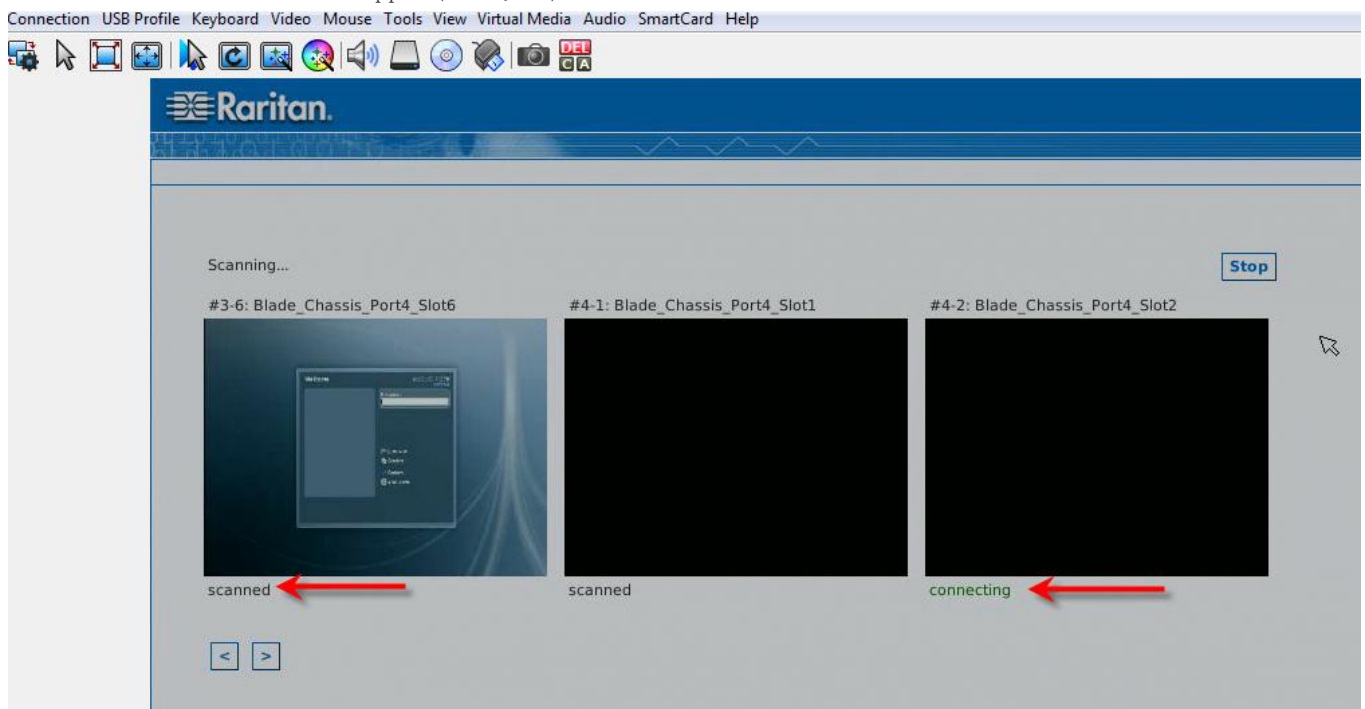 Connection USB Profile Keyboard Video Mouse Tools View Virtual Media Audio SmartCard Help
DEL
C A
Raritan.
Scanning...
Stop
#3-6: Blade_Chassis_Port4_Slot6
#4-1: Blade_Chassis_Port4_Slot1
#4-2: Blade_Chassis_Port4_Slot2
Welcome
scanned
scanned
connecting
< >